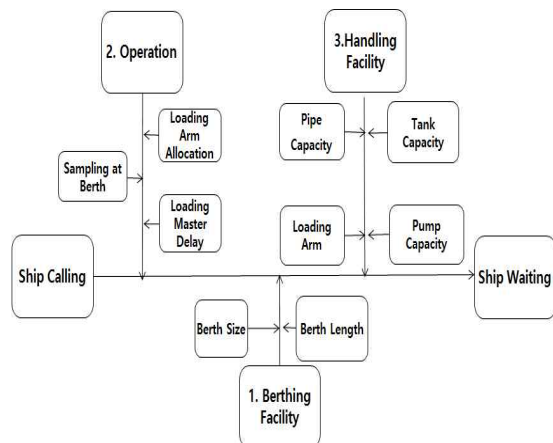 2. Operation
3.Handling
Facility
Loading
Arm
Allocation
Pipe
Capacity
Tank
Capacity
Sampling at
Berth
Loading
Master
Delay
Loading
Arm
Pump
Capacity
Ship Calling
Ship Waiting
Berth Size
Berth Length
1. Berthing
Facility